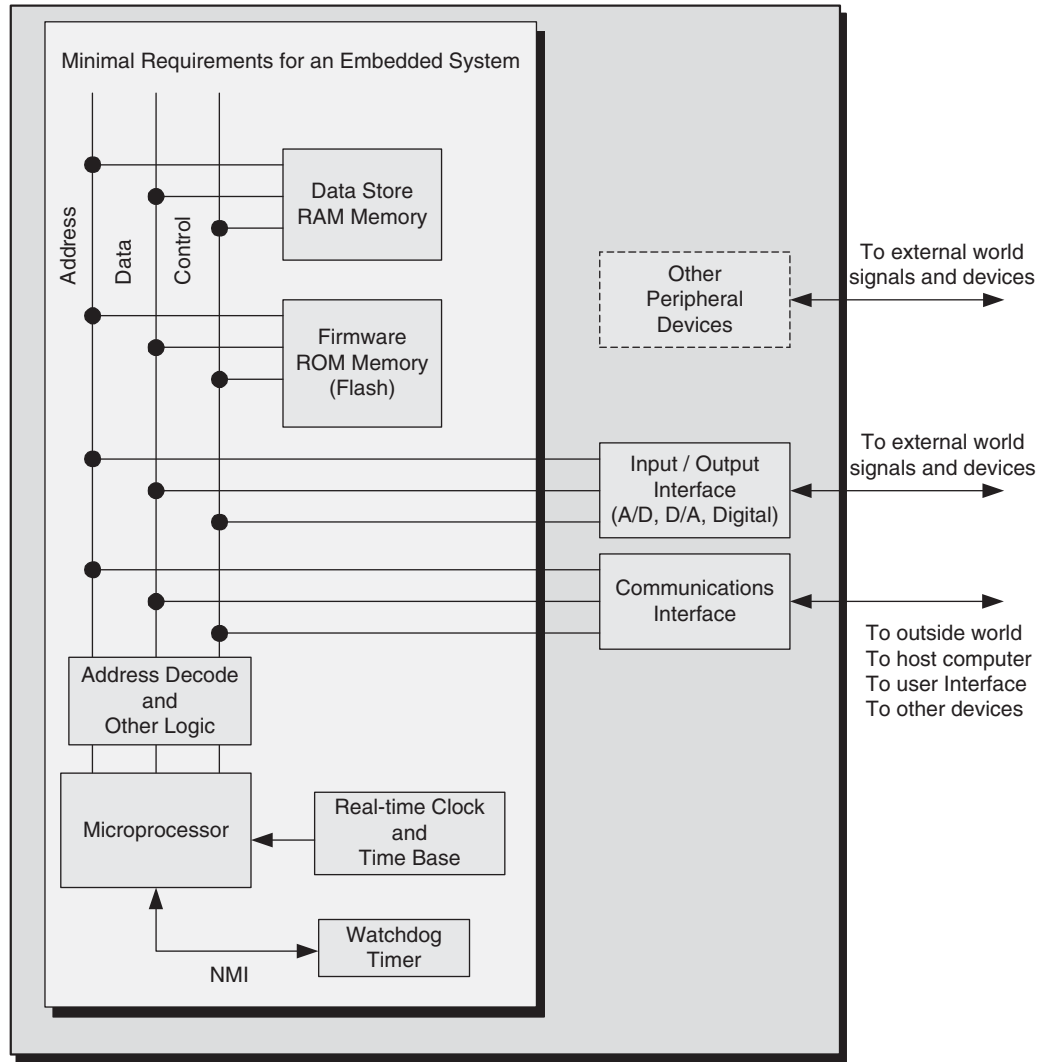 Minimal Requirements for an Embedded System
Address
Data
Control
Data Store
RAM Memory
Firmware
ROM Memory
(Flash)
Other
Peripheral
Devices
To external world
signals and devices
Input / Output
Interface
(A/D, D/A, Digital)
To external world
signals and devices
Communications
Interface
To outside world
To host computer
To user Interface
To other devices
Address Decode
and
Other Logic
Microprocessor
Real-time Clock
and
Time Base
Watchdog
Timer
NMI